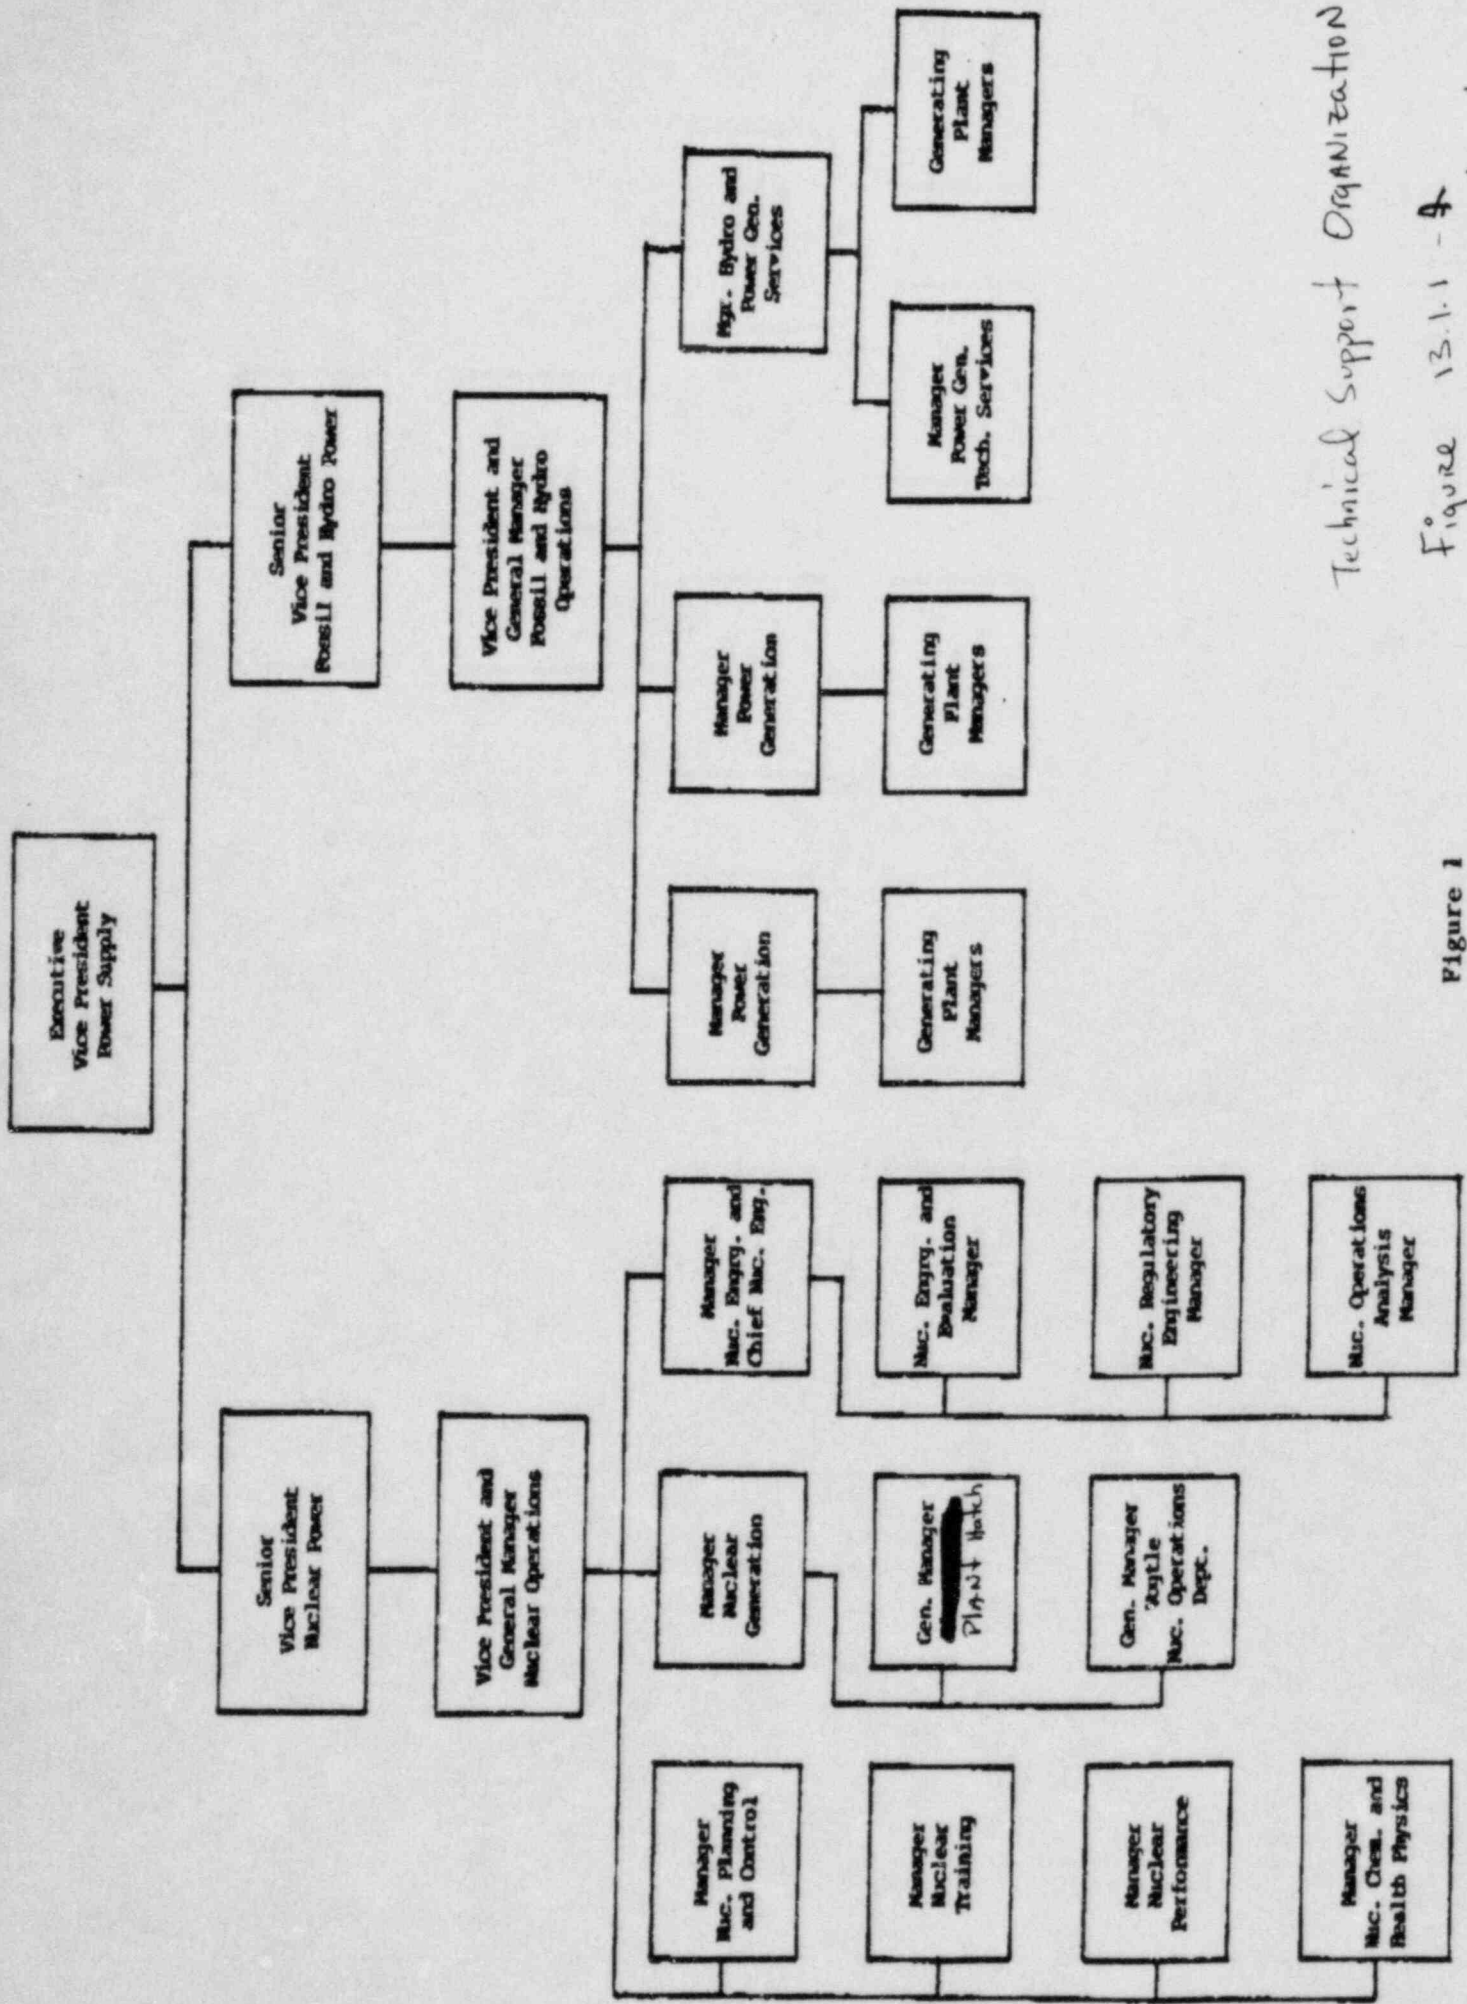 Executive
Vice President
Power Supply
Senior
Vice President
Nuclear Power
Senior
Vice President
Fossil and Hydro Power
Vice President and
General Manager
Nuclear Operations
Vice President and
General Manager
Fossil and Hydro
Operations
Manager
Nuc. Planning
and Control
Manager
Nuclear
Generation
Manager
Nuc. Engrg. and
Chief Nuc. Eng.
Manager
Power
Generation
Manager
Power
Generation
Mgr. Hydro and
Power Gen.
Services
Manager
Nuclear
Training
Gen. Manager
PLANT Hatch
Nuc. Engrg. and
Evaluation
Manager
Generating
Plant
Managers
Generating
Plant
Managers
Manager
Power Gen.
Tech. Services
Generating
Plant
Managers
Manager
Nuclear
Performance
Gen. Manager
Vogtle
Nuc. Operations
Dept.
Nuc. Regulatory
Engineering
Manager
Manager
Nuc. Chem. and
Health Physics
Nuc. Operations
Analysis
Manager
Technical Support Organization
Figure 13.1.1 -
Figure 1